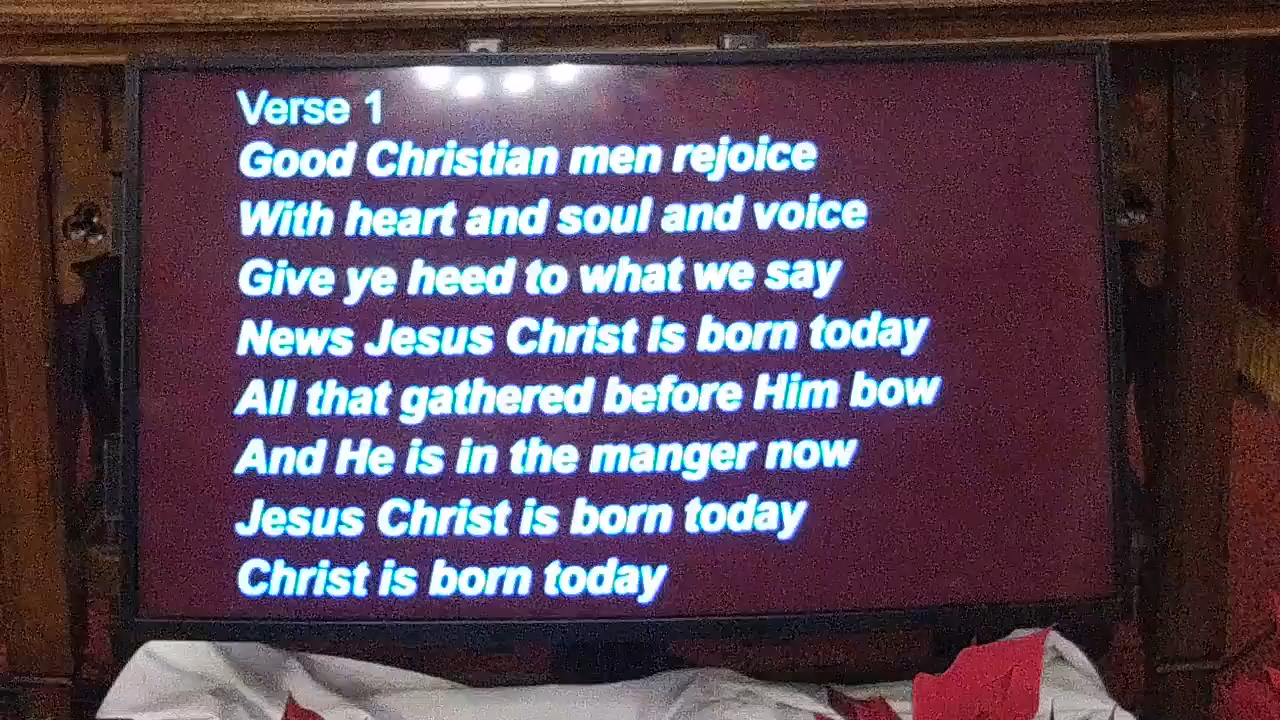 Verse 1
Good Christian men rejoice
With heart and soul and voice
Give ye heed to what we say
News Jesus Christ is born today
All that gathered before Him bow
And He is in the manger now
Jesus Christ is born today
Christ is born today